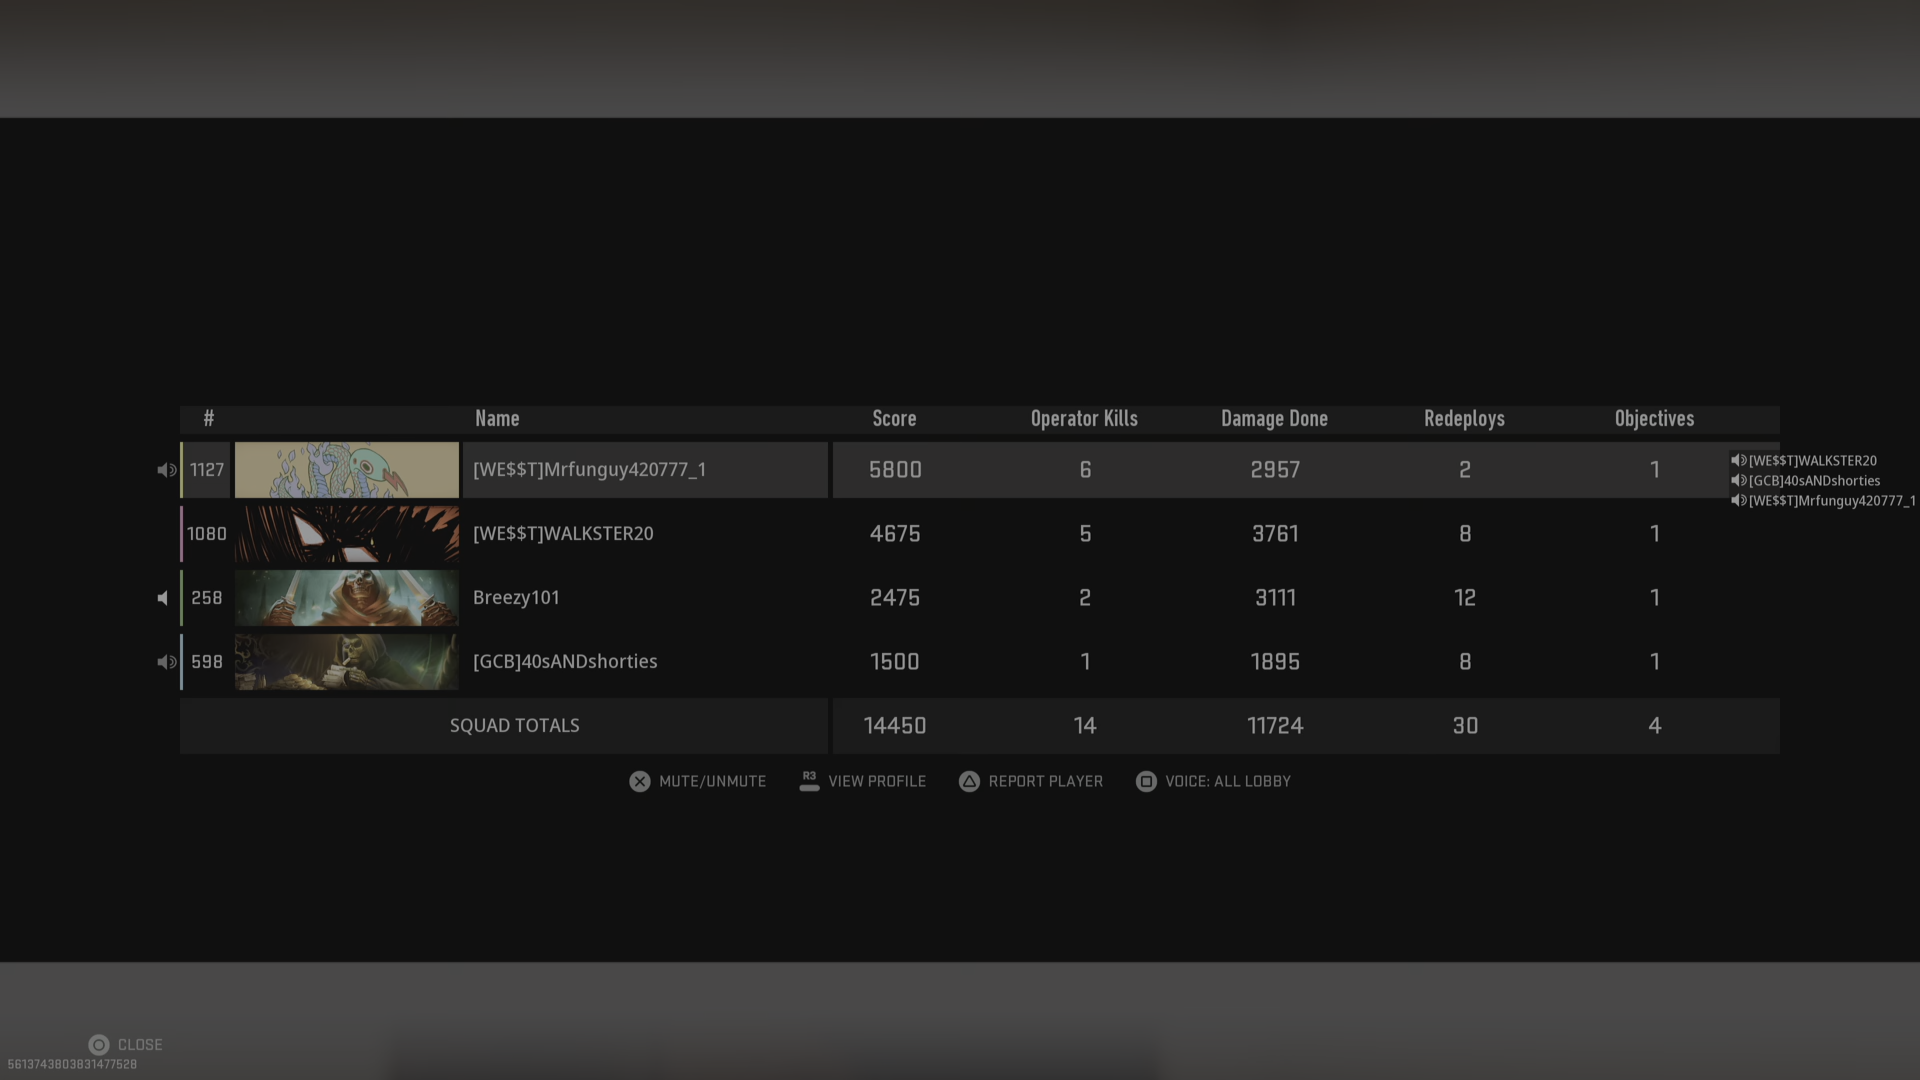 # Name Score Operator Kills Damage Done Redeploys Objectives
1127 [WE$$T]Mrfunguy420777_1 5800 6 2957 2 1
1080 [WE$$T]WALKSTER20 4675 5 3761 8 1
258 Breezy101 2475 2 3111 12 1
598 [GCB]40sANDshorties 1500 1 1895 8 1
SQUAD TOTALS 14450 14 11724 30 4
[WE$$T]WALKSTER20
[GCB]40sANDshorties
[WE$$T]Mrfunguy420777_1
MUTE/UNMUTE R3 VIEW PROFILE REPORT PLAYER VOICE: ALL LOBBY
CLOSE
5613743803831477528